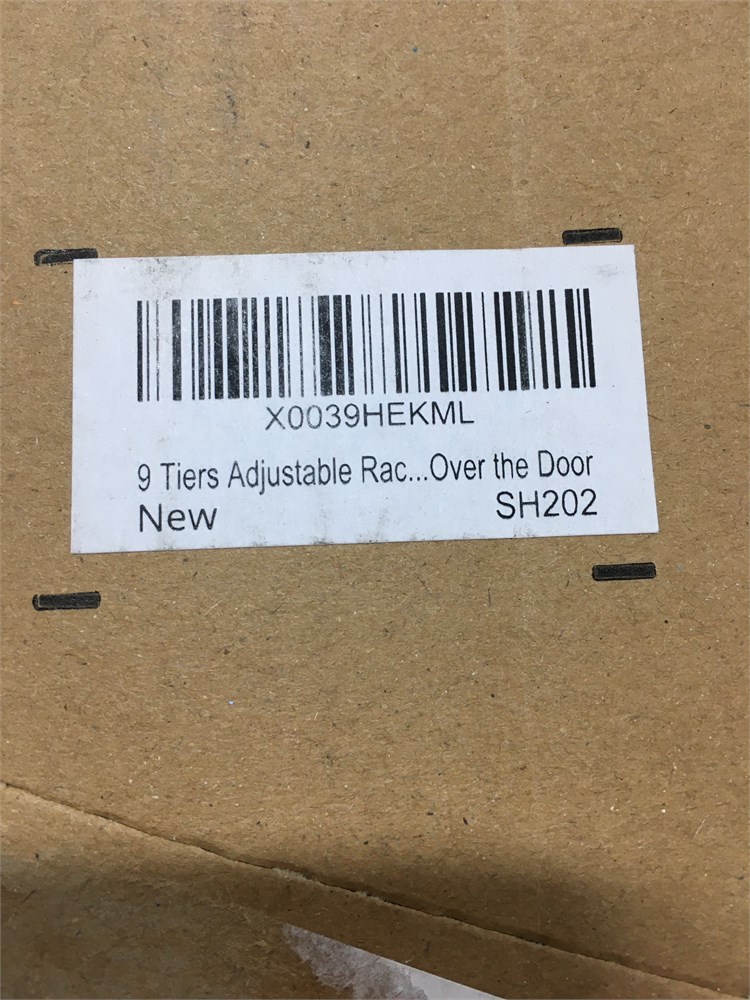 X0039HEKML
9 Tiers Adjustable Rac...Over the Door
New SH202